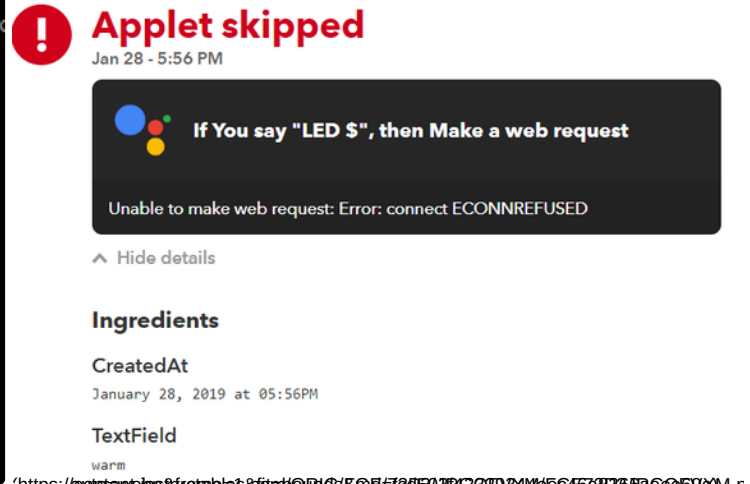 Applet skipped
Jan 28 - 5:56 PM
If You say "LED $", then Make a web request
Unable to make web request: Error: connect ECONNREFUSED
Hide details
Ingredients
CreatedAt
January 28, 2019 at 05:56PM
TextField
warm